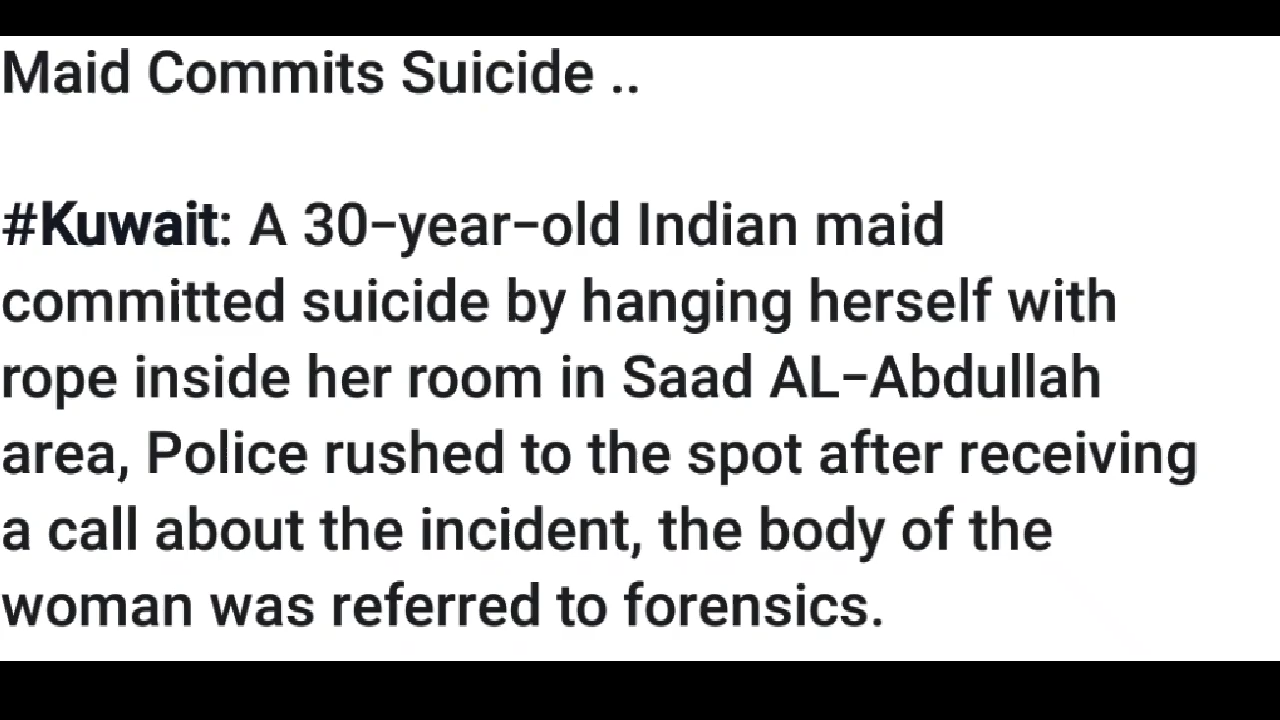 Maid Commits Suicide ..
#Kuwait: A 30-year-old Indian maid
committed suicide by hanging herself with
rope inside her room in Saad AL-Abdullah
area, Police rushed to the spot after receiving
a call about the incident, the body of the
woman was referred to forensics.